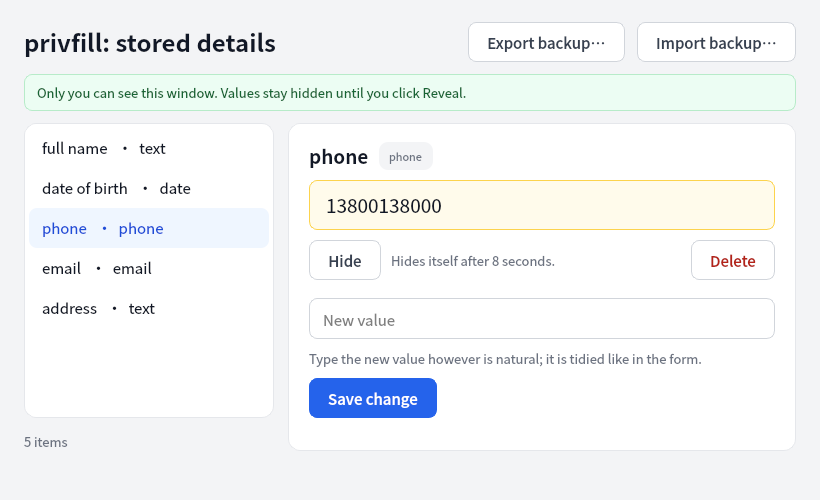 privfill: stored details
Export backup⋯
Import backup⋯
Only you can see this window. Values stay hidden until you click Reveal.
full name • text
date of birth • date
phone • phone
email • email
address • text
5 items
phone phone
13800138000
Hide
Hides itself after 8 seconds.
Delete
New value
Type the new value however is natural; it is tidied like in the form.
Save change